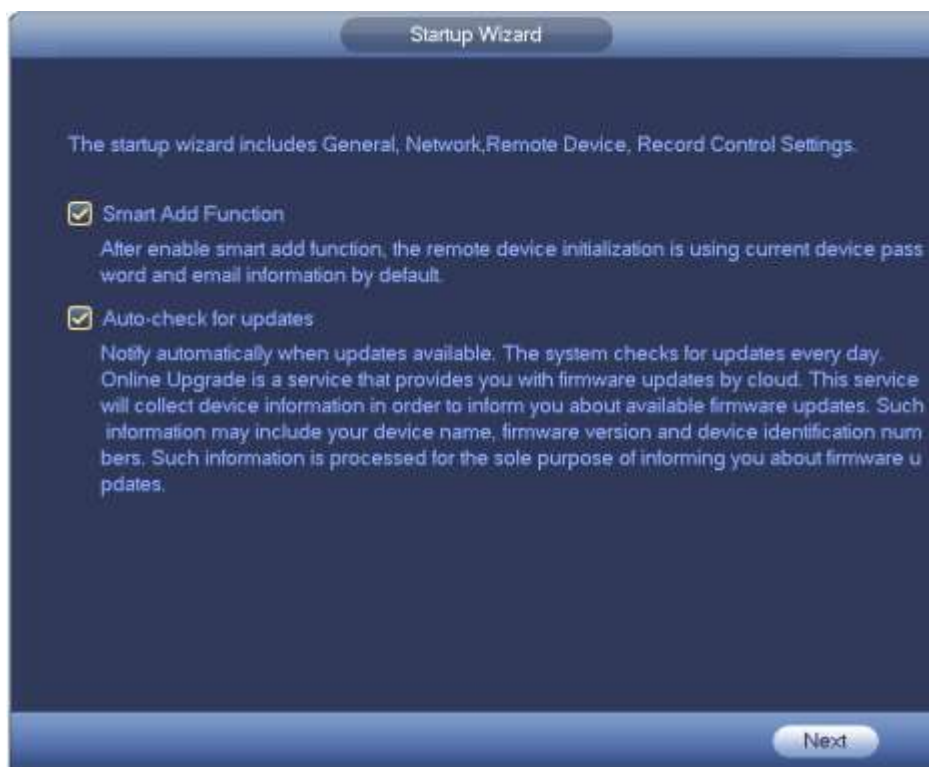 Startup Wizard
The startup wizard includes General, Network,Remote Device, Record Control Settings.
Smart Add Function
After enable smart add function, the remote device initialization is using current device pass
word and email information by default.
Auto-check for updates
Notify automatically when updates available. The system checks for updates every day.
Online Upgrade is a service that provides you with firmware updates by cloud. This service
will collect device information in order to inform you about available firmware updates. Such
information may include your device name, firmware version and device identification num
bers. Such information is processed for the sole purpose of informing you about firmware u
pdates.
Next